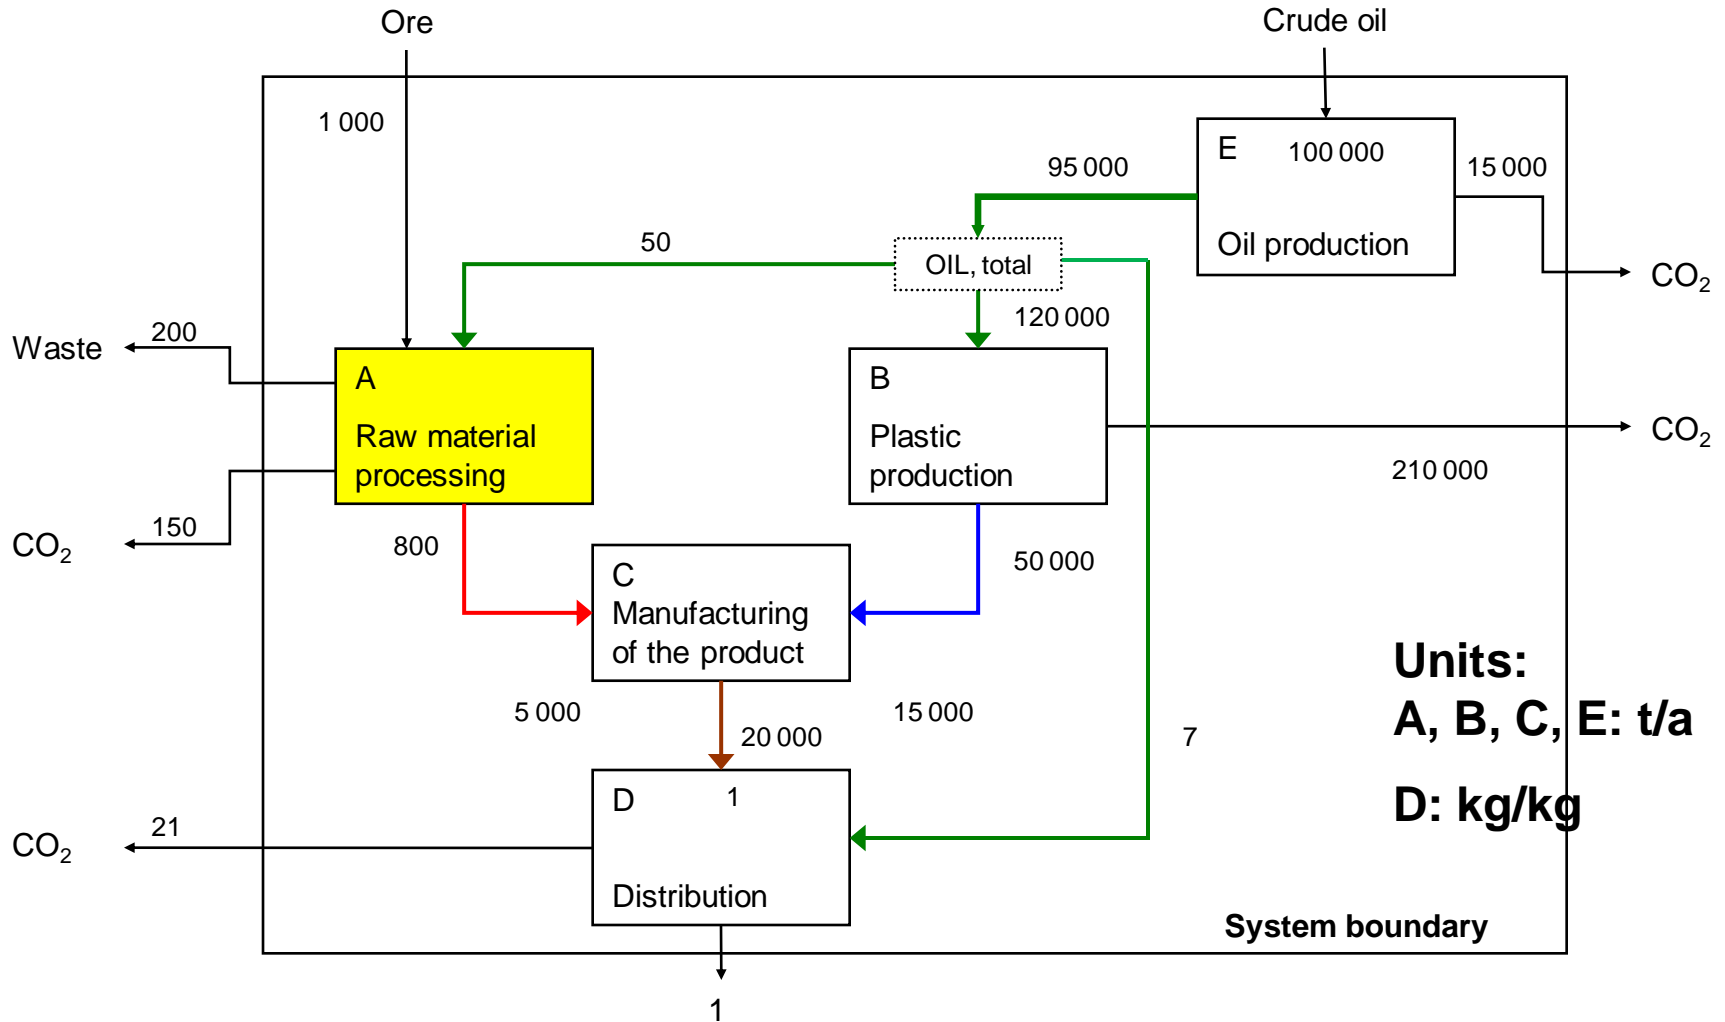 Ore
Crude oil
1 000
E
100 000
95 000
15 000
Oil production
50
OIL, total
CO₂
120 000
Waste
200
A
Raw material
processing
B
Plastic
production
CO₂
210 000
CO₂
150
800
50 000
C
Manufacturing
of the product
Units:
A, B, C, E: t/a
D: kg/kg
5 000
20 000
15 000
7
D
1
CO₂
21
Distribution
System boundary
1